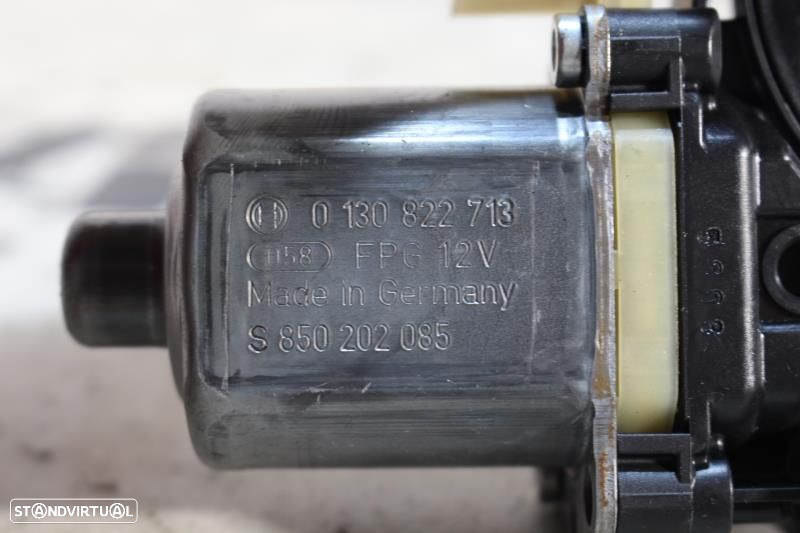 0 130 822 713
058 FPG 12V
Made in Germany
S 850 202 085
STANDVIRTUAL